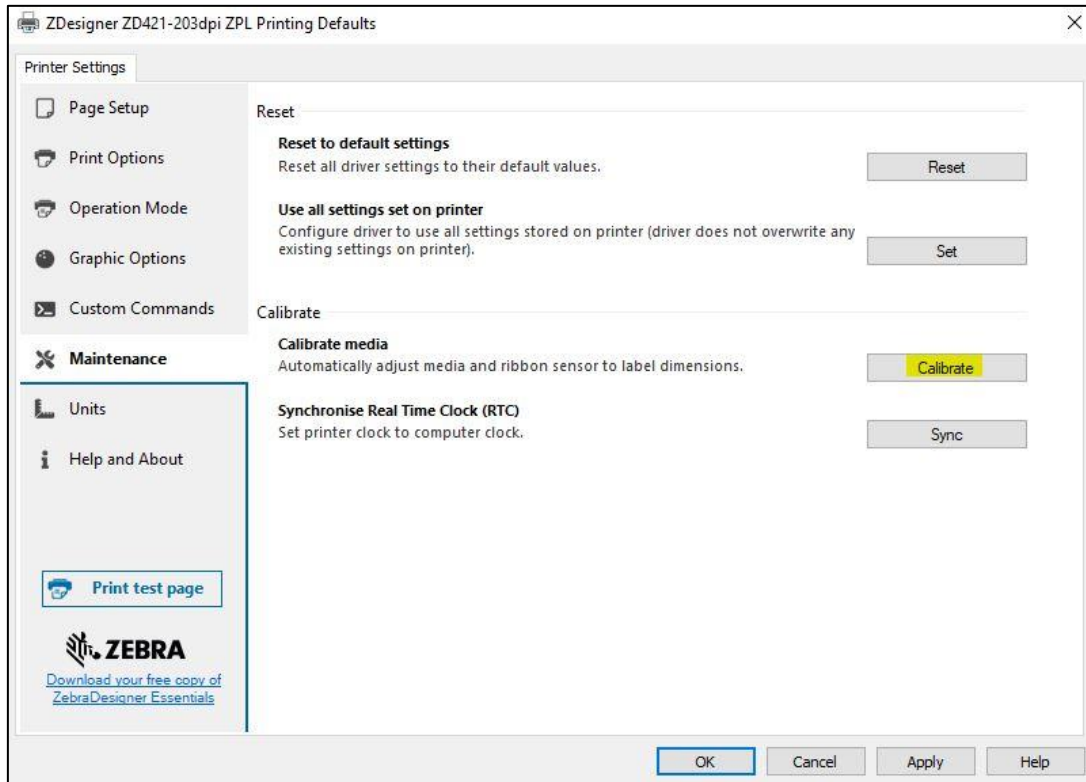 ZDesigner ZD421-203dpi ZPL Printing Defaults
Printer Settings
Page Setup
Print Options
Operation Mode
Graphic Options
Custom Commands
Maintenance
Units
Help and About
Print test page
ZEBRA
Download your free copy of
ZebraDesigner Essentials
Reset
Reset to default settings
Reset all driver settings to their default values.
Reset
Use all settings set on printer
Configure driver to use all settings stored on printer (driver does not overwrite any
existing settings on printer).
Set
Calibrate
Calibrate media
Automatically adjust media and ribbon sensor to label dimensions.
Calibrate
Synchronise Real Time Clock (RTC)
Set printer clock to computer clock.
Sync
OK
Cancel
Apply
Help